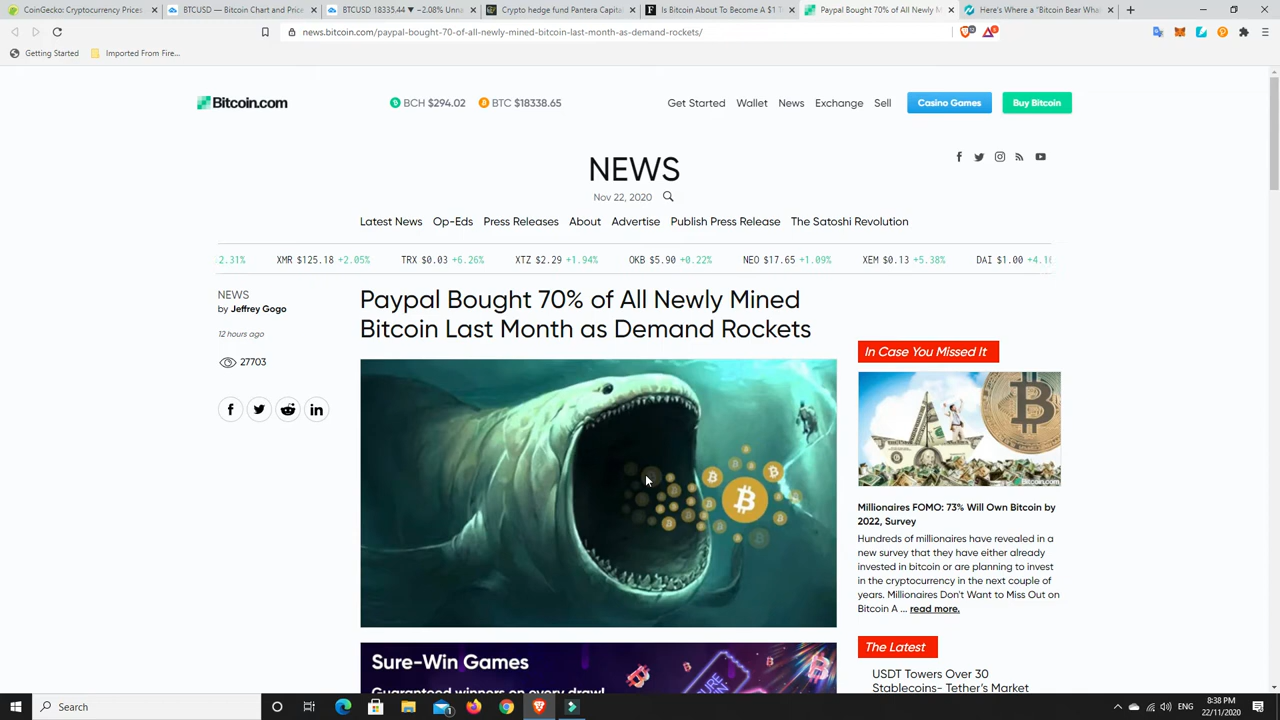 CoinGecko: Cryptocurrency Prices
BTCUSD — Bitcoin Chart and Price
BTCUSD 18335.44 ▼−2.08% Unna
Crypto hedge fund Pantera Capital
Is Bitcoin About To Become A $1 T
Paypal Bought 70% of All Newly M
Here's Where a "Bitcoin Bear Wha
news.bitcoin.com/paypal-bought-70-of-all-newly-mined-bitcoin-last-month-as-demand-rockets/
Getting Started
Imported From Fire...
Bitcoin.com
BCH $294.02
BTC $18338.65
Get Started Wallet News Exchange Sell
Casino Games
Buy Bitcoin
NEWS
Nov 22, 2020
Latest News Op-Eds Press Releases About Advertise Publish Press Release The Satoshi Revolution
2.31% XMR $125.18 +2.05% TRX $0.03 +6.26% XTZ $2.29 +1.94% OKB $5.90 +0.22% NEO $17.65 +1.09% XEM $0.13 +5.38% DAI $1.00
NEWS
by Jeffrey Gogo
12 hours ago
27703
Paypal Bought 70% of All Newly Mined
Bitcoin Last Month as Demand Rockets
Sure-Win Games
Guaranteed winners on every draw!
In Case You Missed It
Bitcoin.com
Millionaires FOMO: 73% Will Own Bitcoin by
2022, Survey
Hundreds of millionaires have revealed in a
new survey that they have either already
invested in bitcoin or are planning to invest
in the cryptocurrency in the next couple of
years. Millionaires Don't Want to Miss Out on
Bitcoin A ... read more.
The Latest
USDT Towers Over 30
Stablecoins- Tether's Market
Search
ENG
8:38 PM
22/11/2020